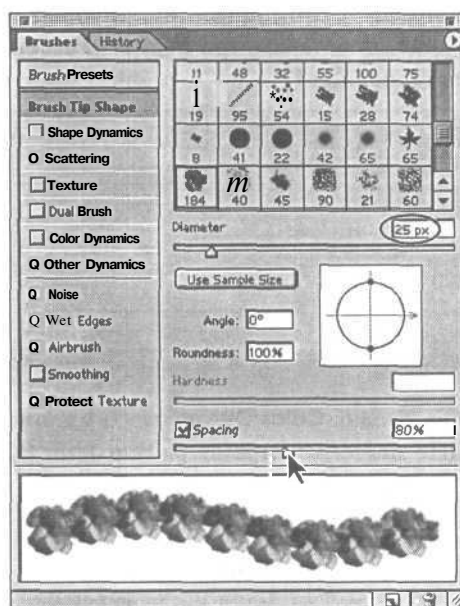 Brushes History
Brush Presets
Brush Tip Shape
Shape Dynamics
O Scattering
Texture
Dual Brush
Color Dynamics
Q Other Dynamics
Q Noise
Q Wet Edges
Q Airbrush
Smoothing
Q Protect Texture
11 48 32 55 100 75
19 95 54 15 28 74
8 41 22 42 65 65
184 40 45 90 21 60
Diameter 25 px
Use Sample Size
Angle: 0°
Roundness: 100%
Hardness
Spacing 80%